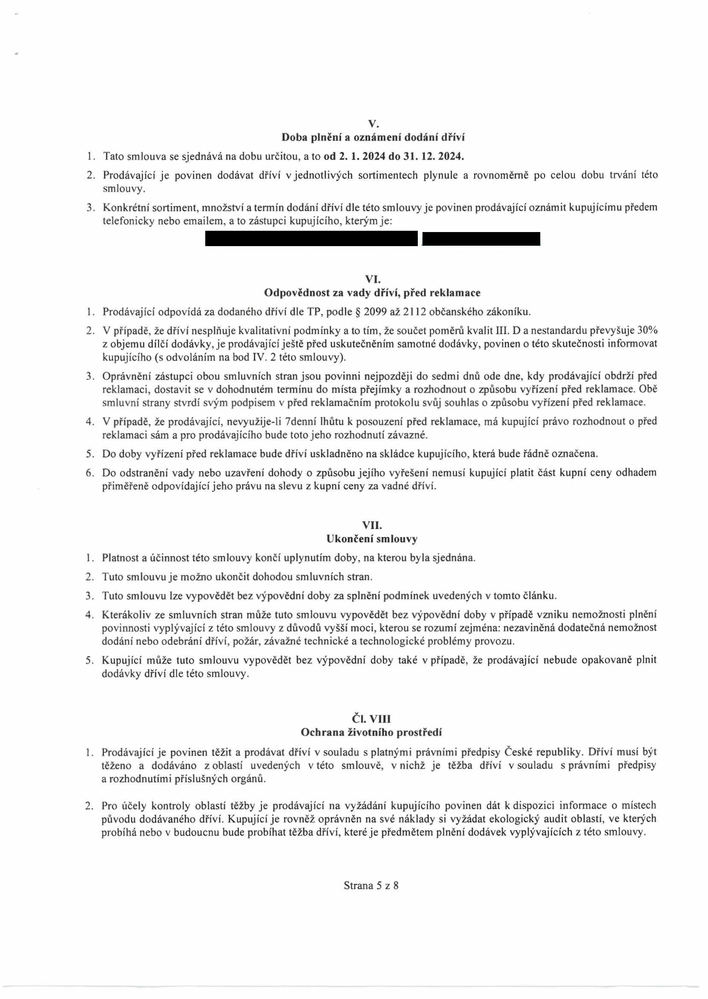 V.
Doba plnění a oznámení dodání dříví
1. Tato smlouva se sjednává na dobu určitou, a to od 2. 1. 2024 do 31. 12. 2024.
2. Prodávající je povinen dodávat dříví v jednotlivých sortimentech plynule a rovnoměrně po celou dobu trvání této
smlouvy.
3. Konkrétní sortiment, množství a termín dodání dříví dle této smlouvy je povinen prodávající oznámit kupujícímu předem
telefonicky nebo emailem, a to zástupci kupujícího, kterým je:
VI.
Odpovědnost za vady dříví, před reklamace
1. Prodávající odpovídá za dodaného dříví dle TP, podle § 2099 až 2112 občanského zákoníku.
2. V případě, že dříví nesplňuje kvalitativní podmínky a to tím, že součet poměrů kvalit III. D a nestandardu převyšuje 30%
z objemu dílčí dodávky, je prodávající ještě před uskutečněním samotné dodávky, povinen o této skutečnosti informovat
kupujícího (s odvoláním na bod IV. 2 této smlouvy).
3. Oprávnění zástupci obou smluvních stran jsou povinni nejpozději do sedmi dnů ode dne, kdy prodávající obdrží před
reklamaci, dostavit se v dohodnutém termínu do místa přejímky a rozhodnout o způsobu vyřízení před reklamace. Obě
smluvní strany stvrdí svým podpisem v před reklamačním protokolu svůj souhlas o způsobu vyřízení před reklamace.
4. V případě, že prodávající, nevyužije-li 7denní lhůtu k posouzení před reklamace, má kupující právo rozhodnout o před
reklamaci sám a pro prodávajícího bude toto jeho rozhodnutí závazné.
5. Do doby vyřízení před reklamace bude dříví uskladněno na skládce kupujícího, která bude řádně označena.
6. Do odstranění vady nebo uzavření dohody o způsobu jejího vyřešení nemusí kupující platit část kupní ceny odhadem
přiměřeně odpovídající jeho právu na slevu z kupní ceny za vadné dříví.
VII.
Ukončení smlouvy
1. Platnost a účinnost této smlouvy končí uplynutím doby, na kterou byla sjednána.
2. Tuto smlouvu je možno ukončit dohodou smluvních stran.
3. Tuto smlouvu lze vypovědět bez výpovědní doby za splnění podmínek uvedených v tomto článku.
4. Kterákoliv ze smluvních stran může tuto smlouvu vypovědět bez výpovědní doby v případě vzniku nemožnosti plnění
povinnosti vyplývající z této smlouvy z důvodů vyšší moci, kterou se rozumí zejména: nezaviněná dodatečná nemožnost
dodání nebo odebrání dříví, požár, závažné technické a technologické problémy provozu.
5. Kupující může tuto smlouvu vypovědět bez výpovědní doby také v případě, že prodávající nebude opakovaně plnit
dodávky dříví dle této smlouvy.
Čl. VIII
Ochrana životního prostředí
1. Prodávající je povinen těžit a prodávat dříví v souladu s platnými právními předpisy České republiky. Dříví musí být
těženo a dodáváno z oblastí uvedených v této smlouvě, v nichž je těžba dříví v souladu s právními předpisy
a rozhodnutími příslušných orgánů.
2. Pro účely kontroly oblastí těžby je prodávající na vyžádání kupujícího povinen dát k dispozici informace o místech
původu dodávaného dříví. Kupující je rovněž oprávněn na své náklady si vyžádat ekologický audit oblastí, ve kterých
probíhá nebo v budoucnu bude probíhat těžba dříví, které je předmětem plnění dodávek vyplývajících z této smlouvy.
Strana 5 z 8